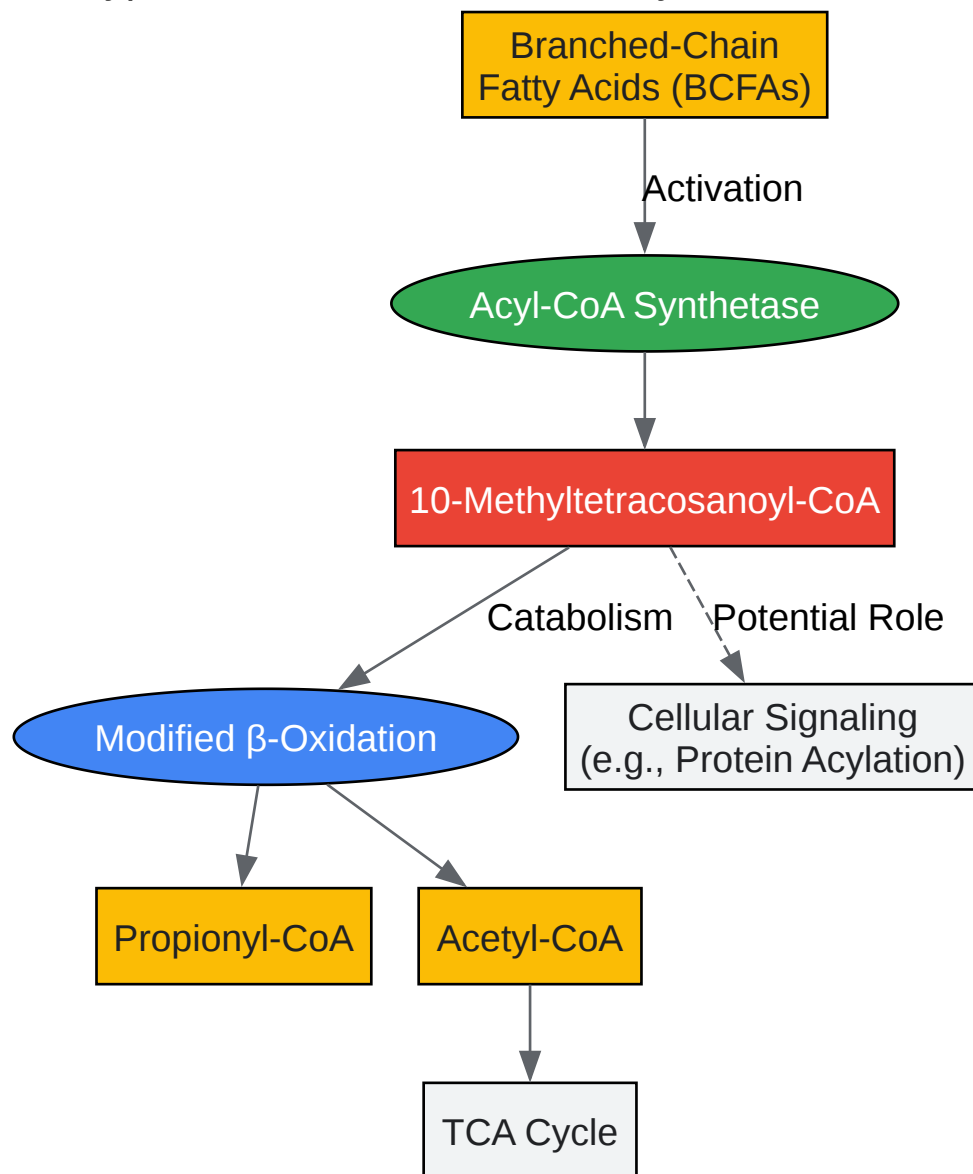 Branched-Chain
Fatty Acids (BCFAs)
Activation
Acyl-CoA Synthetase
10-Methyltetracosanoyl-CoA
Catabolism
Potential Role
Cellular Signaling
(e.g., Protein Acylation)
Modified β-Oxidation
Propionyl-CoA
Acetyl-CoA
TCA Cycle